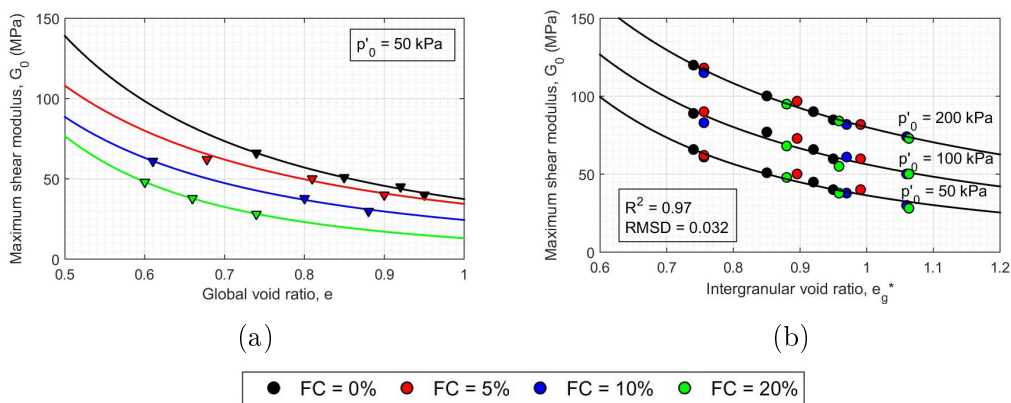 Maximum shear modulus, G₀ (MPa)
150
100
50
0
p'₀ = 50 kPa
0.5 0.6 0.7 0.8 0.9 1
Global void ratio, e
(a)
Maximum shear modulus, G₀ (MPa)
150
100
50
0
p'₀ = 200 kPa
p'₀ = 100 kPa
p'₀ = 50 kPa
R² = 0.97
RMSD = 0.032
0.6 0.7 0.8 0.9 1 1.1 1.2
Intergranular void ratio, e_g*
(b)
FC = 0% FC = 5% FC = 10% FC = 20%